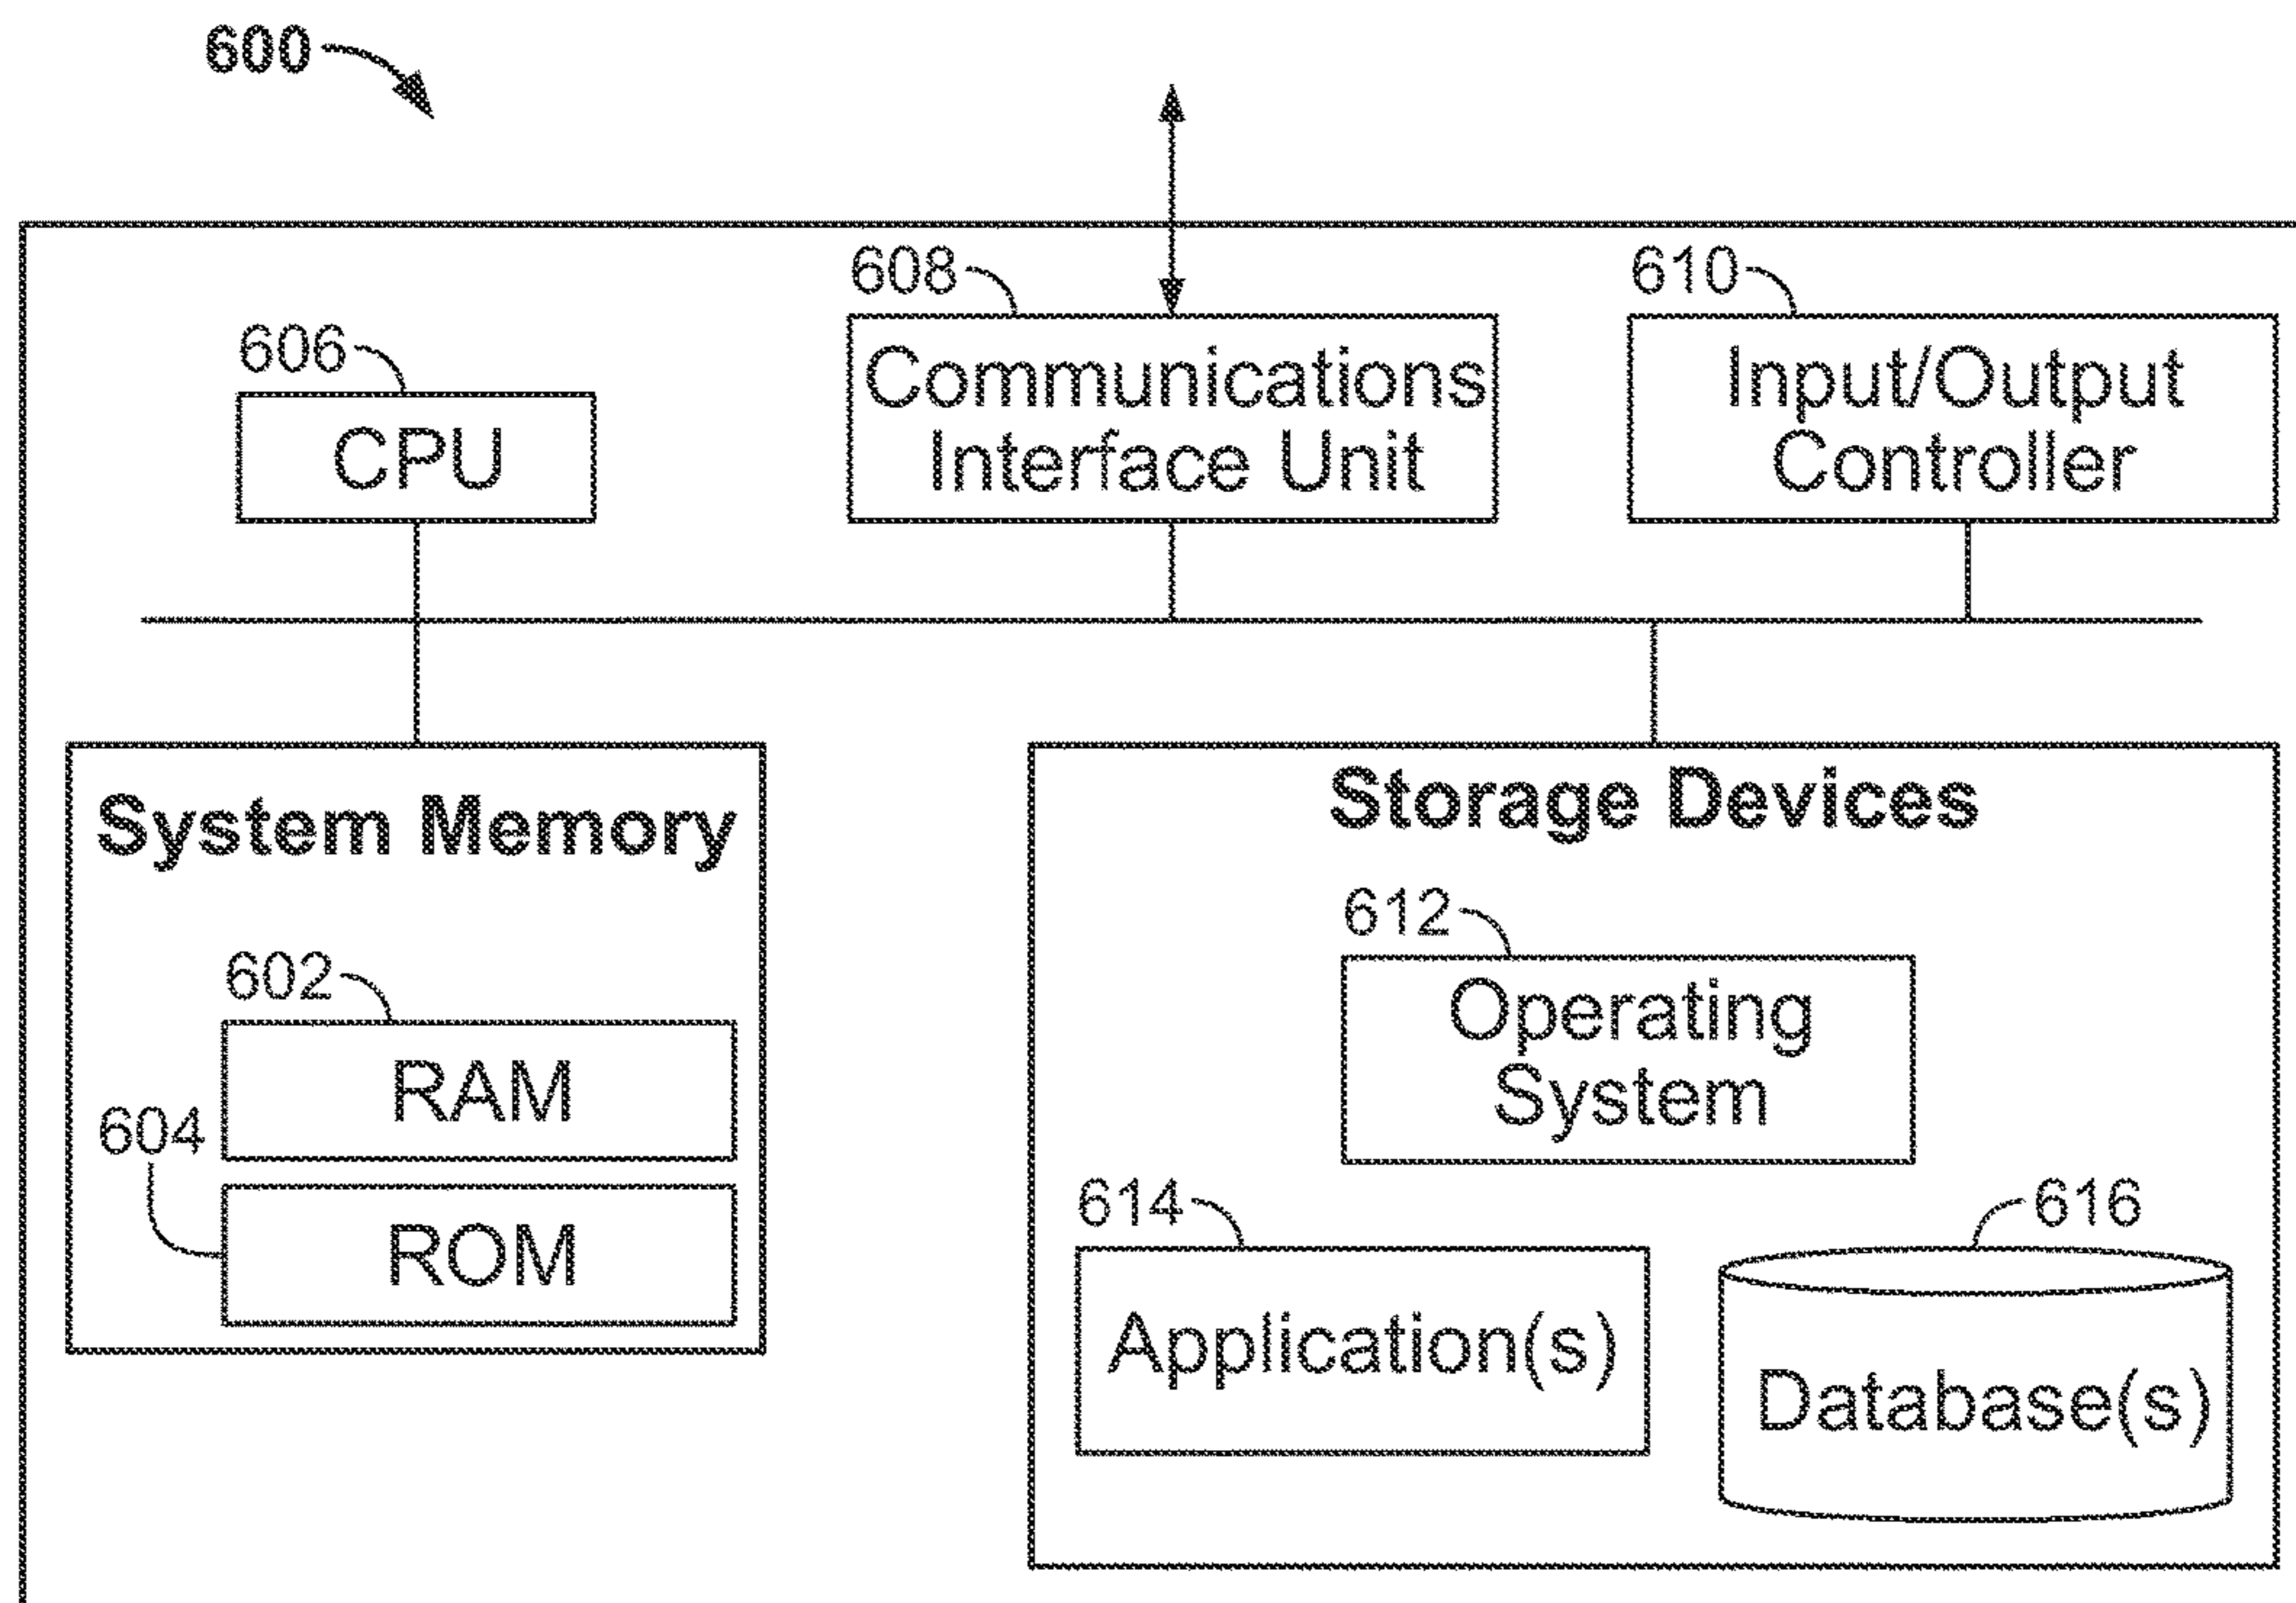 600
608
610
606
Communications
Interface Unit
Input/Output
Controller
CPU
System Memory
602
RAM
604
ROM
Storage Devices
612
Operating
System
614
Application(s)
616
Database(s)